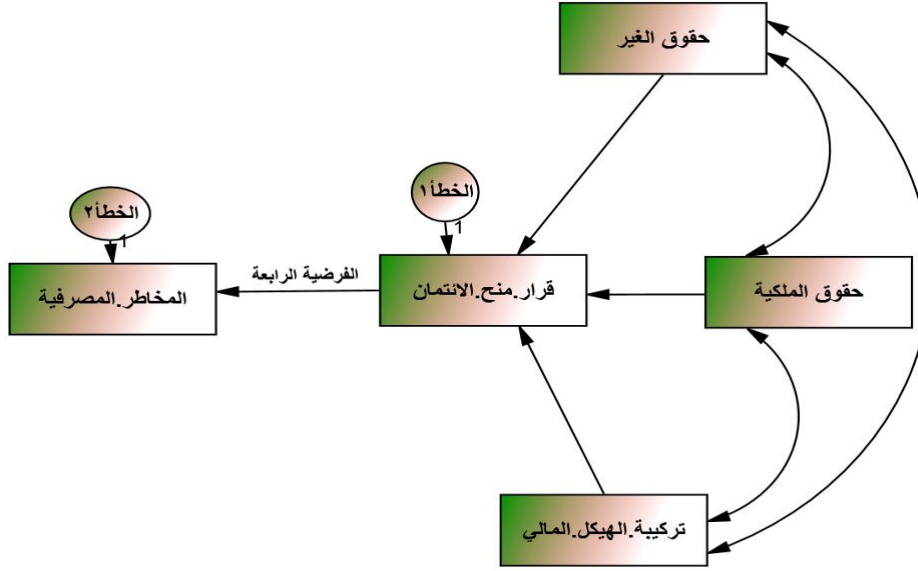 حقوق الغير
الخطأ١
1
الخطأ٢
1
الفرضية الرابعة
قرار.منح.الائتمان
حقوق الملكية
المخاطر.المصرفية
تركيبة.الهيكل.المالي